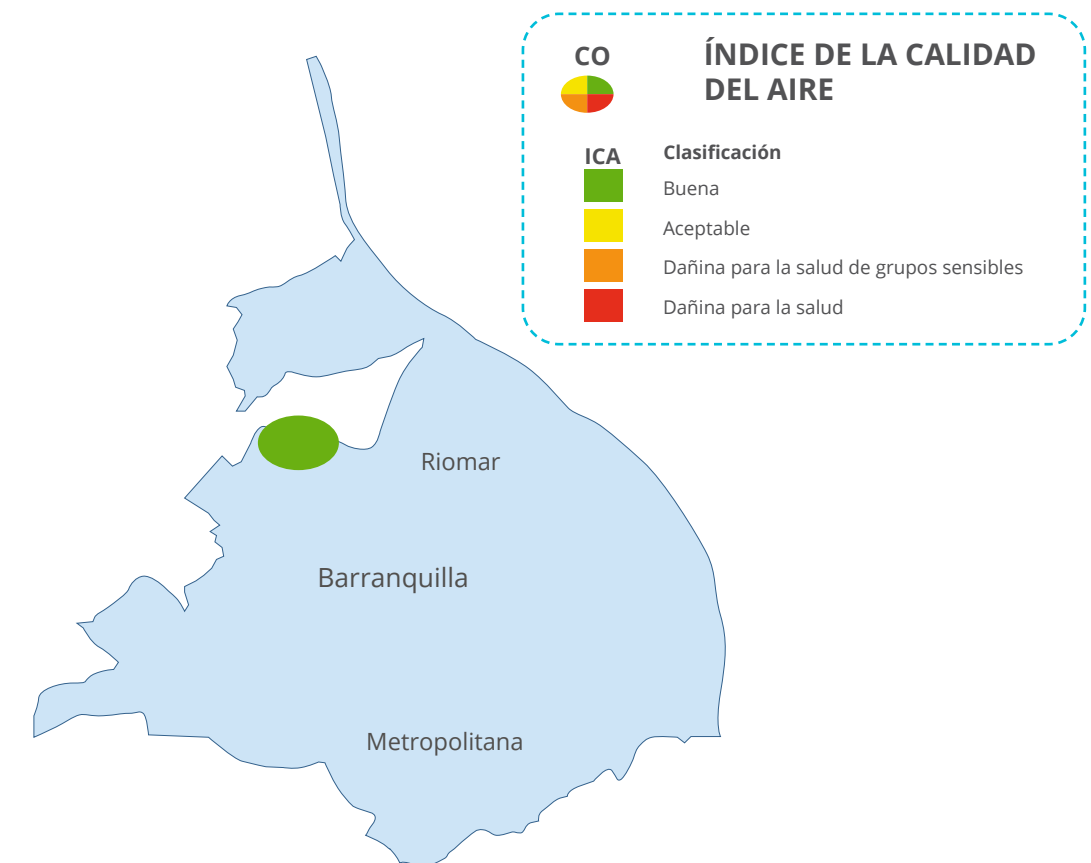 CO
ÍNDICE DE LA CALIDAD
DEL AIRE
ICA
Clasificación
Buena
Aceptable
Dañina para la salud de grupos sensibles
Dañina para la salud
Riomar
Barranquilla
Metropolitana